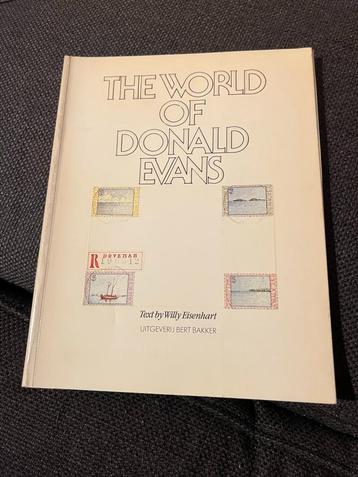 THE WORLD
OF
DONALD
EVANS
R
Text by Willy Eisenhart
UITGEVERIJ BERT BAKKER